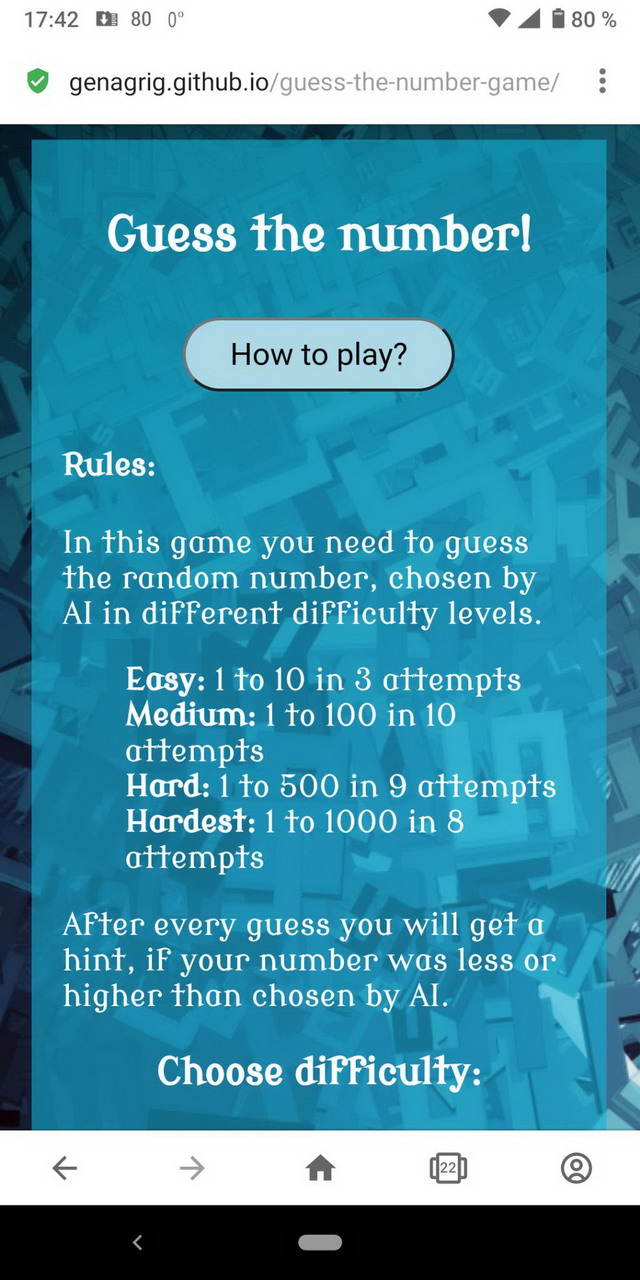 17:42 80 0° 80 %
genagrig.github.io/guess-the-number-game/
Guess the number!
How to play?
Rules:
In this game you need to guess
the random number, chosen by
AI in different difficulty levels.
Easy: 1 to 10 in 3 attempts
Medium: 1 to 100 in 10
attempts
Hard: 1 to 500 in 9 attempts
Hardest: 1 to 1000 in 8
attempts
After every guess you will get a
hint, if your number was less or
higher than chosen by AI.
Choose difficulty:
22